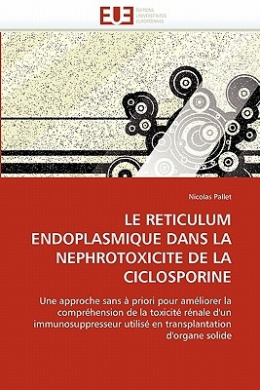 EUE
ÉDITIONS
UNIVERSITAIRES
EUROPÉENNES
Nicolas Pallet
LE RETICULUM
ENDOPLASMIQUE DANS LA
NEPHROTOXICITE DE LA
CICLOSPORINE
Une approche sans à priori pour améliorer la
compréhension de la toxicité rénale d'un
immunosuppresseur utilisé en transplantation
d'organe solide